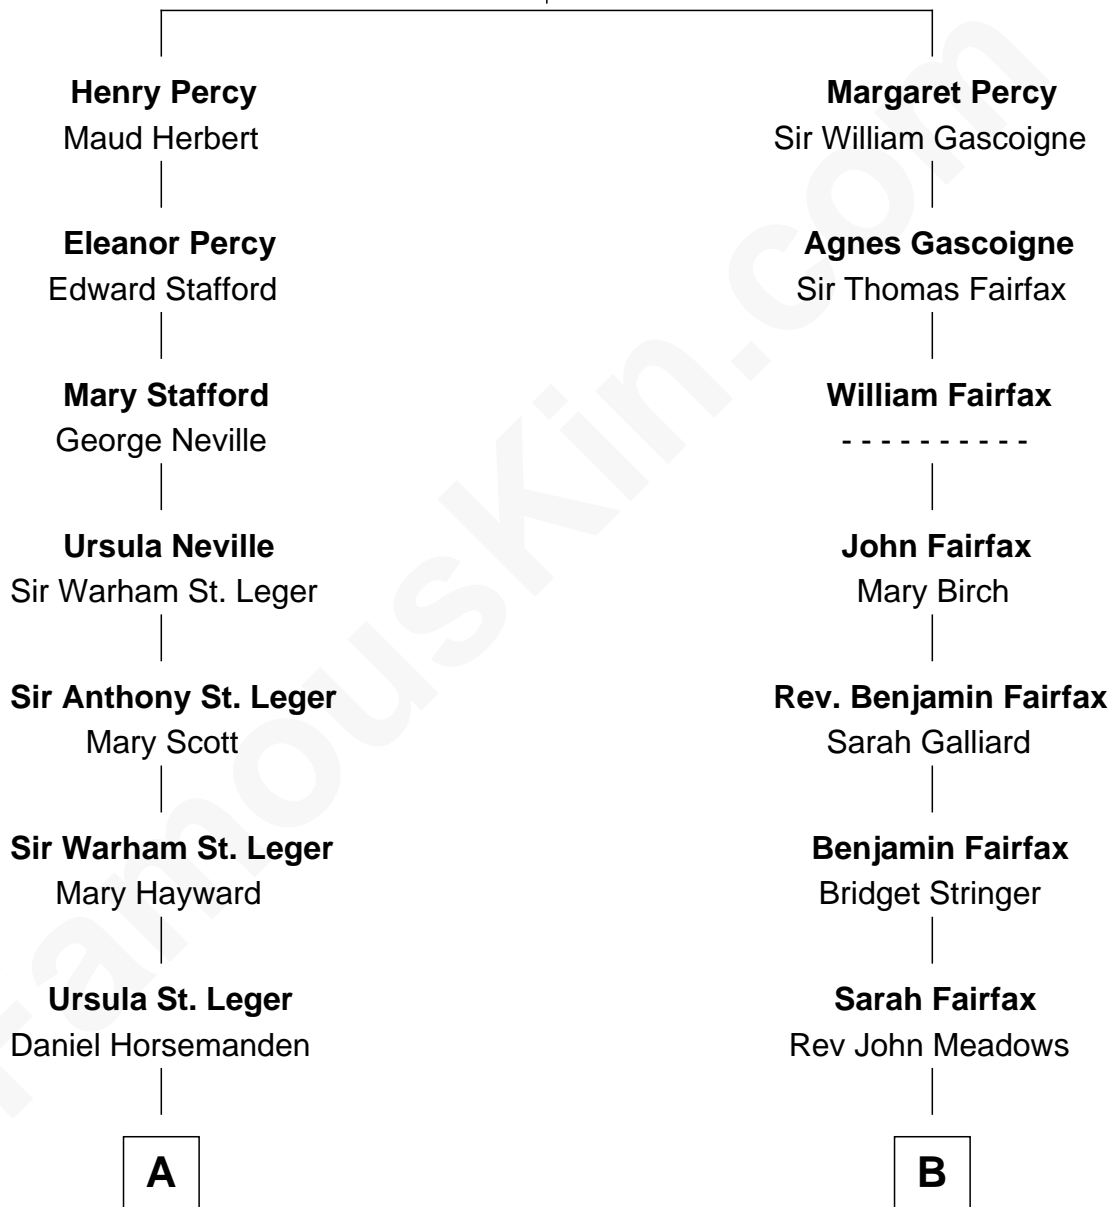 Henry Percy
Maud Herbert
Eleanor Percy
Edward Stafford
Mary Stafford
George Neville
Ursula Neville
Sir Warham St. Leger
Sir Anthony St. Leger
Mary Scott
Sir Warham St. Leger
Mary Hayward
Ursula St. Leger
Daniel Horsemanden
A
Margaret Percy
Sir William Gascoigne
Agnes Gascoigne
Sir Thomas Fairfax
William Fairfax
- - - - - - - - - -
John Fairfax
Mary Birch
Rev. Benjamin Fairfax
Sarah Galliard
Benjamin Fairfax
Bridget Stringer
Sarah Fairfax
Rev John Meadows
B
FamousKin.com